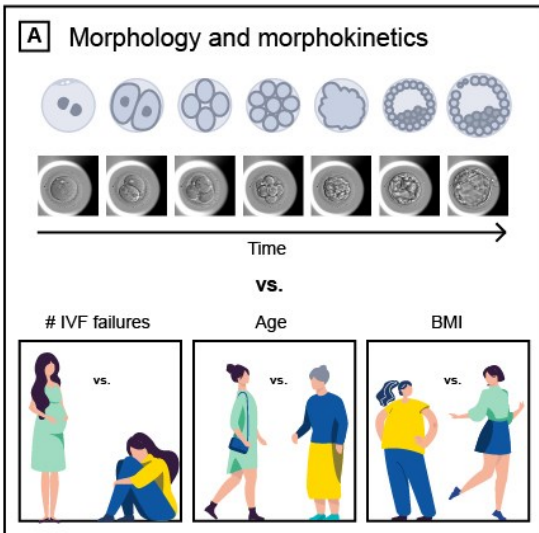 A Morphology and morphokinetics
Time
vs.
# IVF failures
Age
BMI
vs.
vs.
vs.